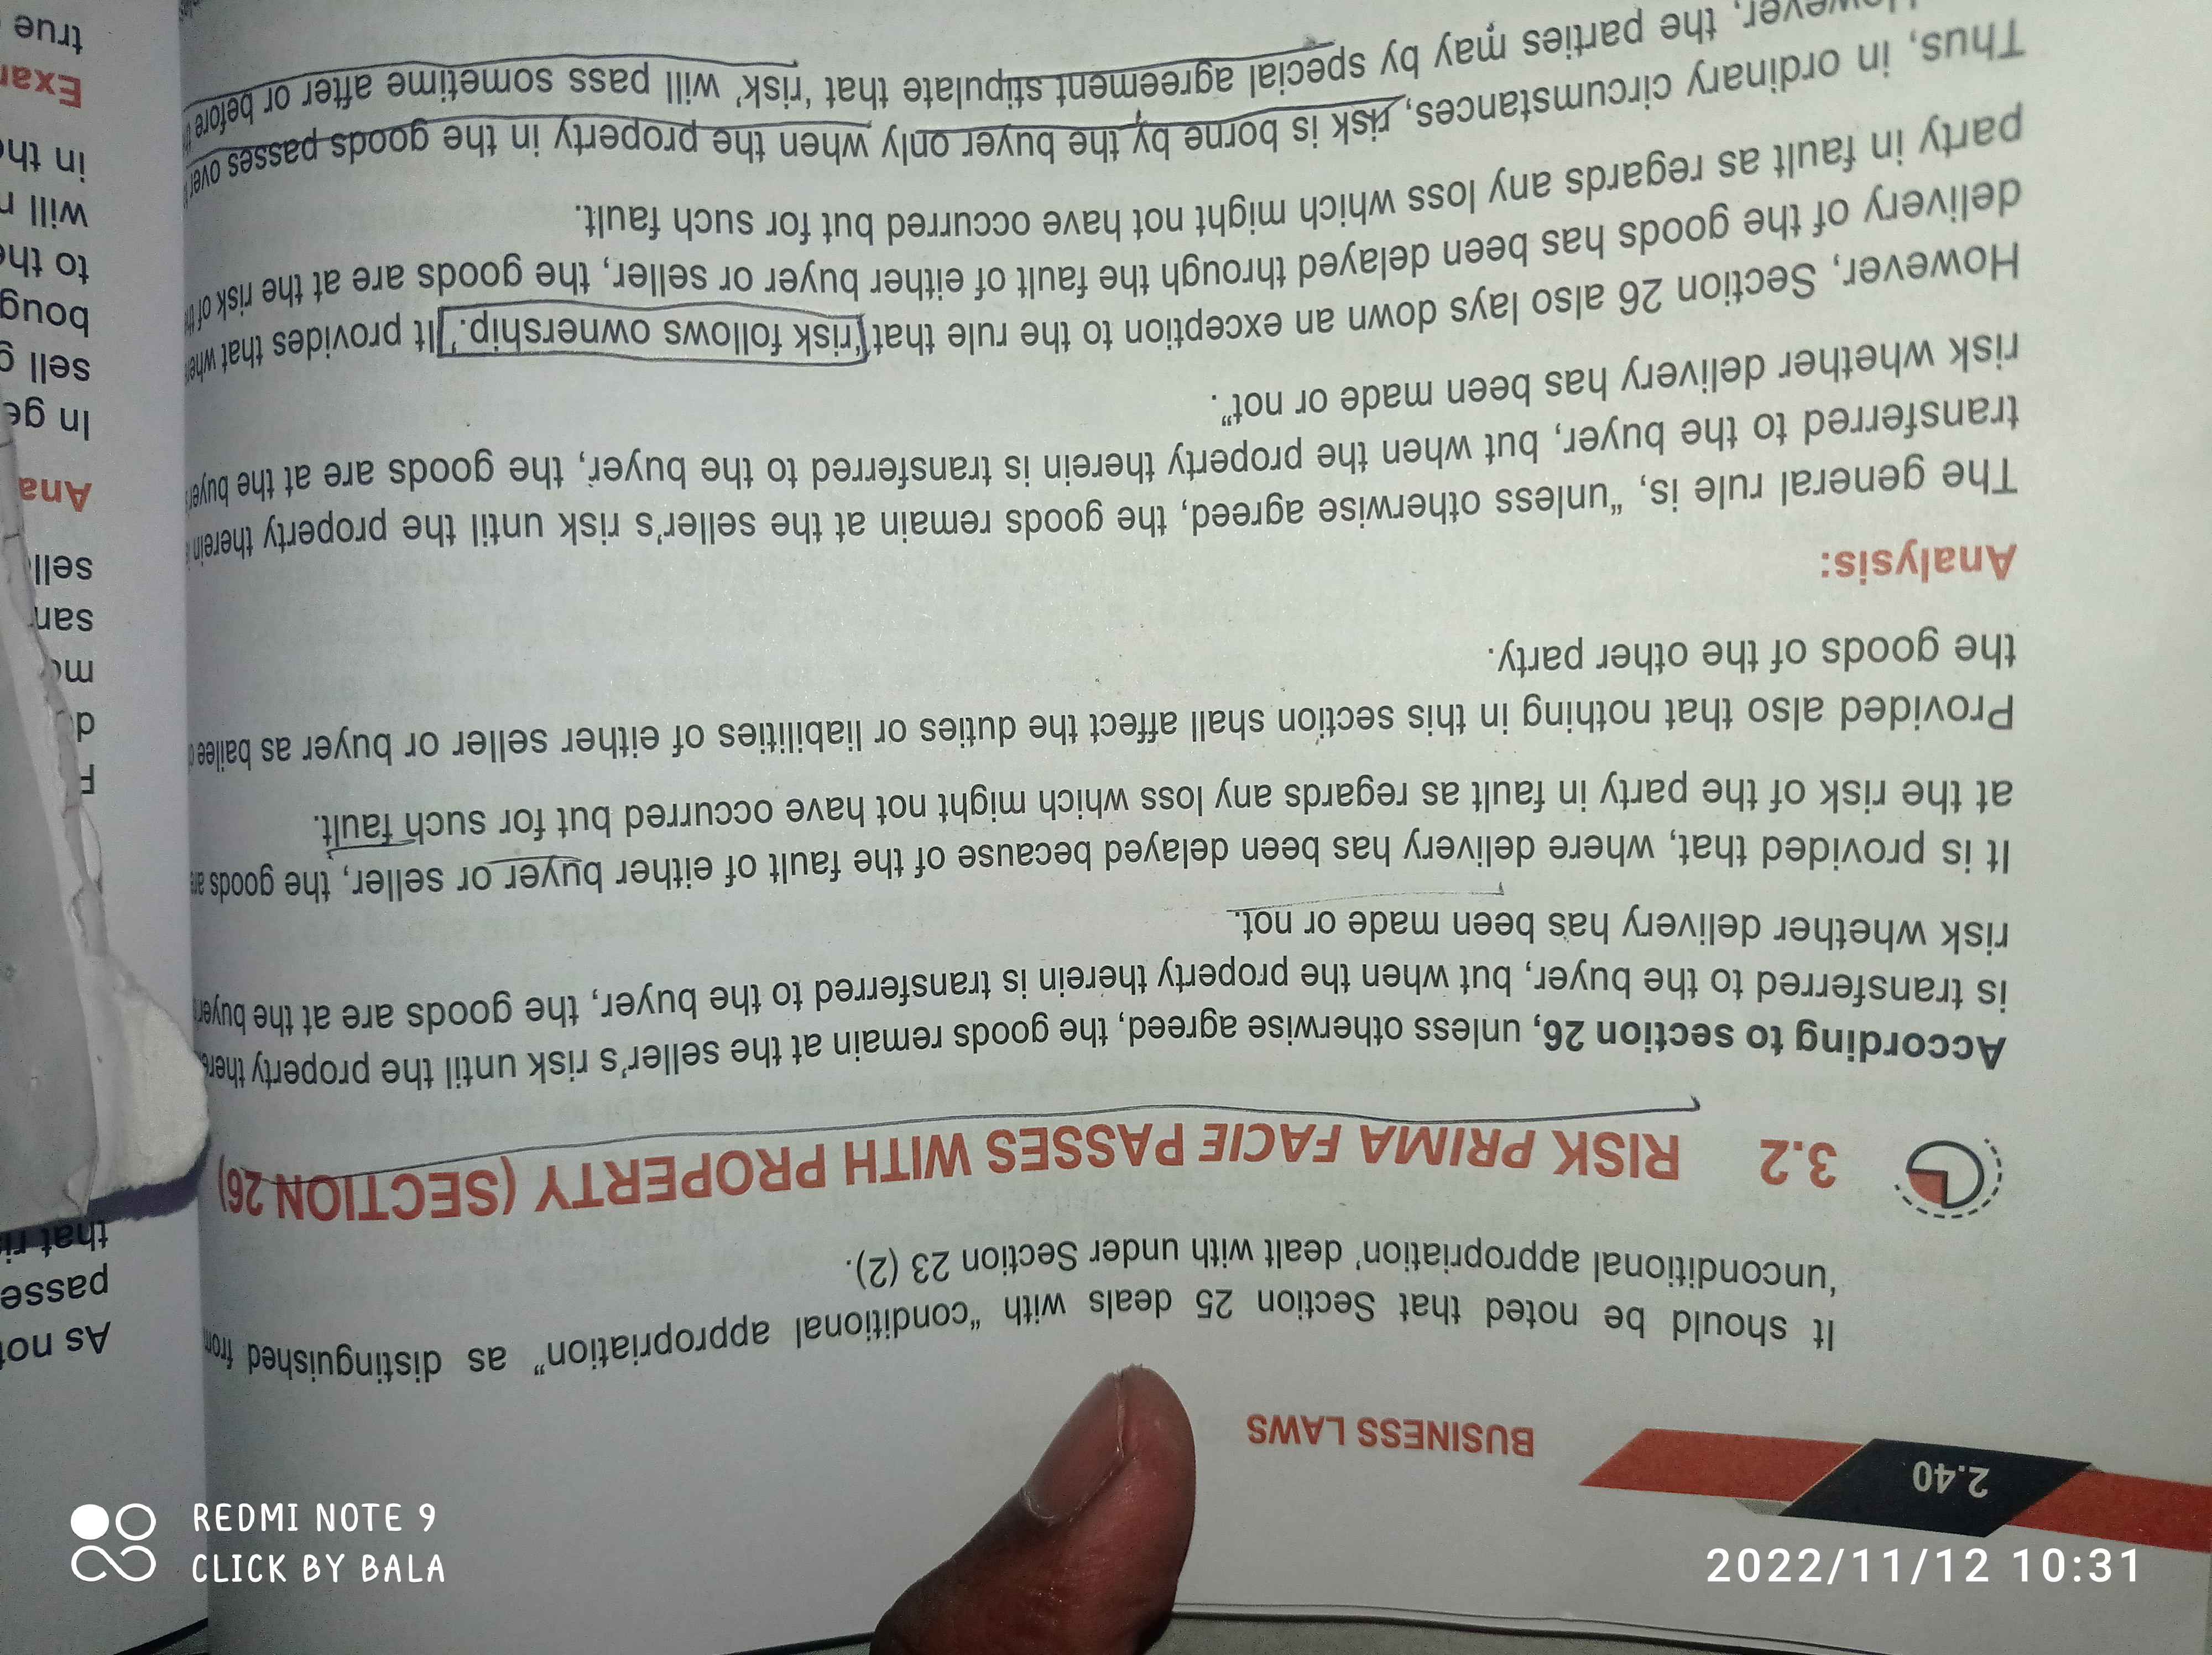 2.40
BUSINESS LAWS
It should be noted that Section 25 deals with “conditional appropriation” as distinguished from
‘unconditional appropriation’ dealt with under Section 23 (2).
3.2 RISK PRIMA FACIE PASSES WITH PROPERTY (SECTION 26)
According to section 26, unless otherwise agreed, the goods remain at the seller’s risk until the property
is transferred to the buyer, but when the property therein is transferred to the buyer, the goods are at the
risk whether delivery has been made or not.
It is provided that, where delivery has been delayed because of the fault of either buyer or seller, the goods
at the risk of the party in fault as regards any loss which might not have occurred but for such fault.
Provided also that nothing in this section shall affect the duties or liabilities of either seller or buyer as bailee
the goods of the other party.
Analysis:
The general rule is, “unless otherwise agreed, the goods remain at the seller’s risk until the property therein
transferred to the buyer, but when the property therein is transferred to the buyer, the goods are at the
risk whether delivery has been made or not”.
However, Section 26 also lays down an exception to the rule that ‘risk follows ownership.’ It provides that
delivery of the goods has been delayed through the fault of either buyer or seller, the goods are at the risk of
party in fault as regards any loss which might not have occurred but for such fault.
Thus, in ordinary circumstances, risk is borne by the buyer only when the property in the goods passes over
the parties may by special agreement stipulate that ‘risk’ will pass sometime after or before
As
that
sell
In
sell
to
will
in
true
REDMI NOTE 9
CLICK BY BALA
2022/11/12 10:31